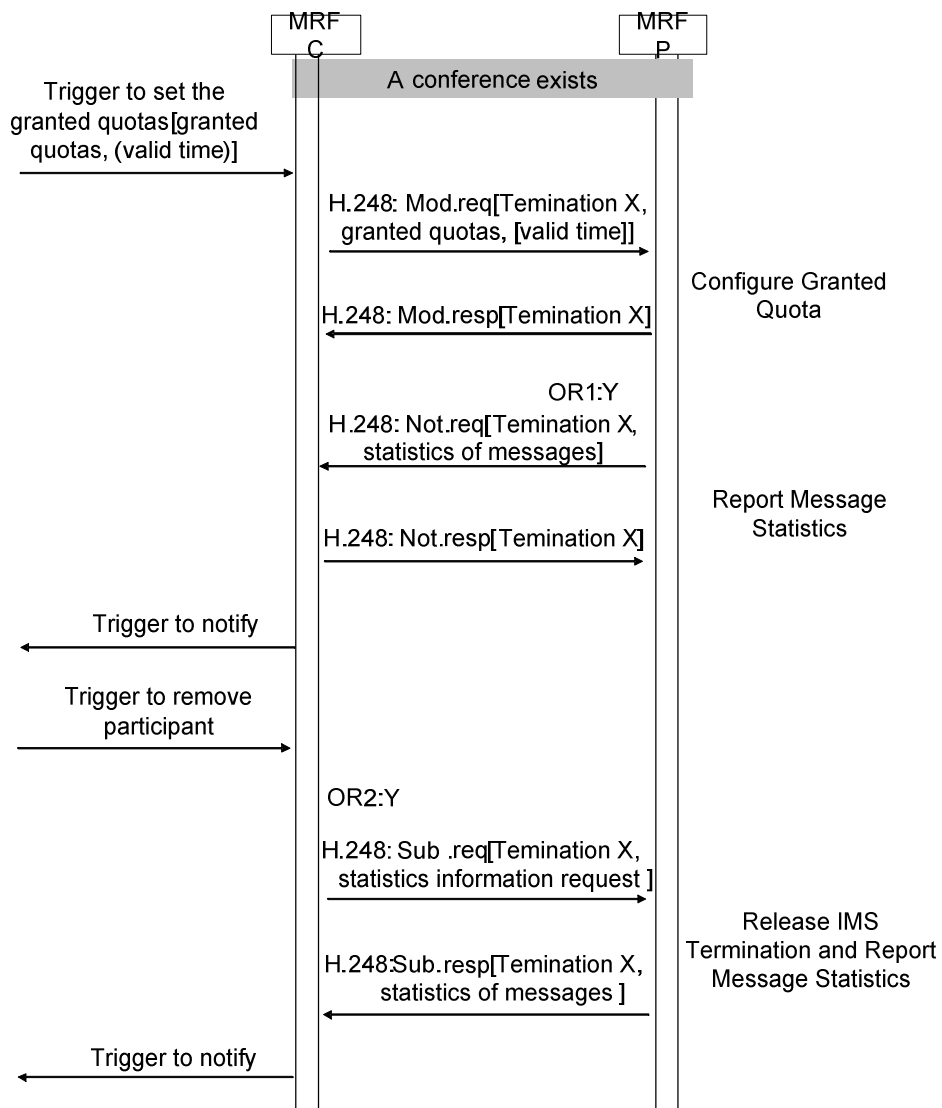 MRF
C
MRF
P
A conference exists
Trigger to set the
granted quotas[granted
quotas, (valid time)]
H.248: Mod.req[Temination X,
granted quotas, [valid time]]
Configure Granted
Quota
H.248: Mod.resp[Temination X]
OR1:Y
H.248: Not.req[Temination X,
statistics of messages]
Report Message
Statistics
H.248: Not.resp[Temination X]
Trigger to notify
Trigger to remove
participant
OR2:Y
H.248: Sub .req[Temination X,
statistics information request ]
Release IMS
Termination and Report
Message Statistics
H.248:Sub.resp[Temination X,
statistics of messages ]
Trigger to notify